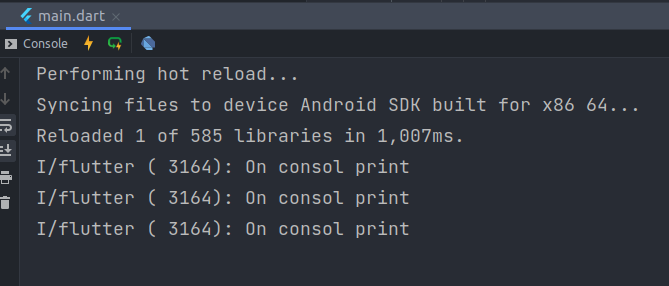 main.dart
Console
Performing hot reload...
Syncing files to device Android SDK built for x86 64...
Reloaded 1 of 585 libraries in 1,007ms.
I/flutter ( 3164): On consol print
I/flutter ( 3164): On consol print
I/flutter ( 3164): On consol print